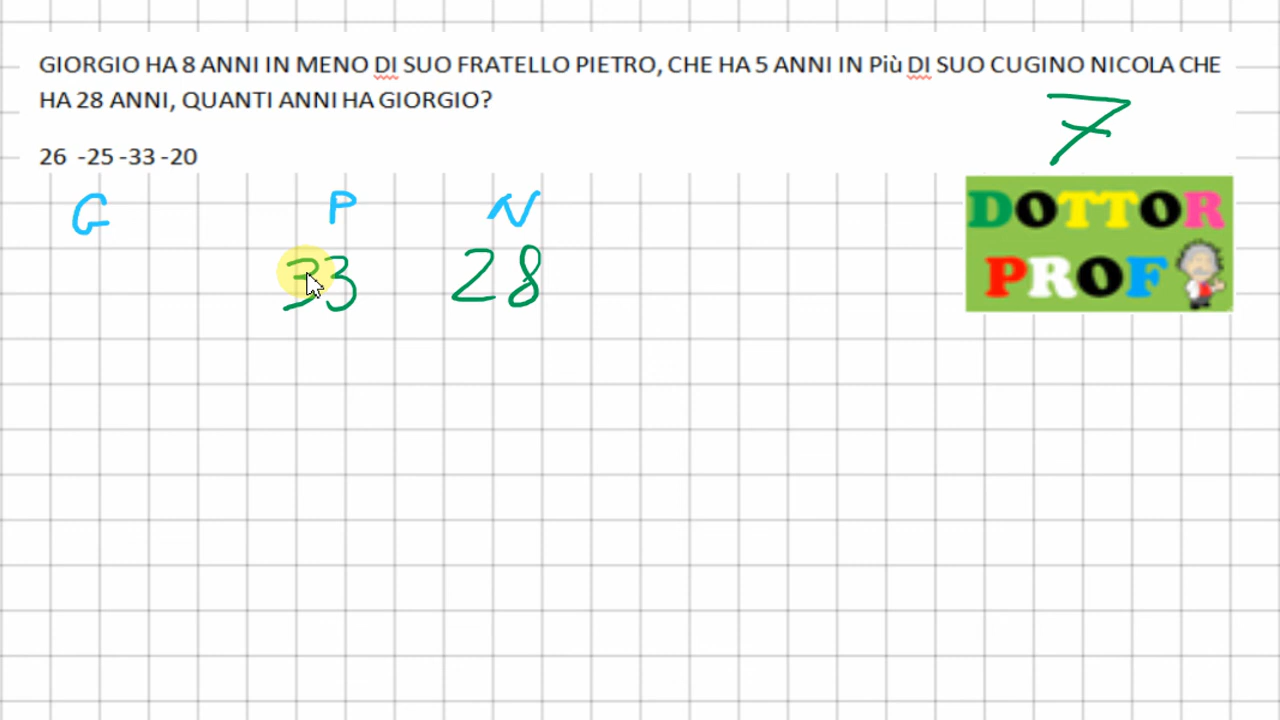 GIORGIO HA 8 ANNI IN MENO DI SUO FRATELLO PIETRO, CHE HA 5 ANNI IN Più DI SUO CUGINO NICOLA CHE
HA 28 ANNI, QUANTI ANNI HA GIORGIO?
7
26 -25 -33 -20
G P N
33 28
DOTTOR
PROF